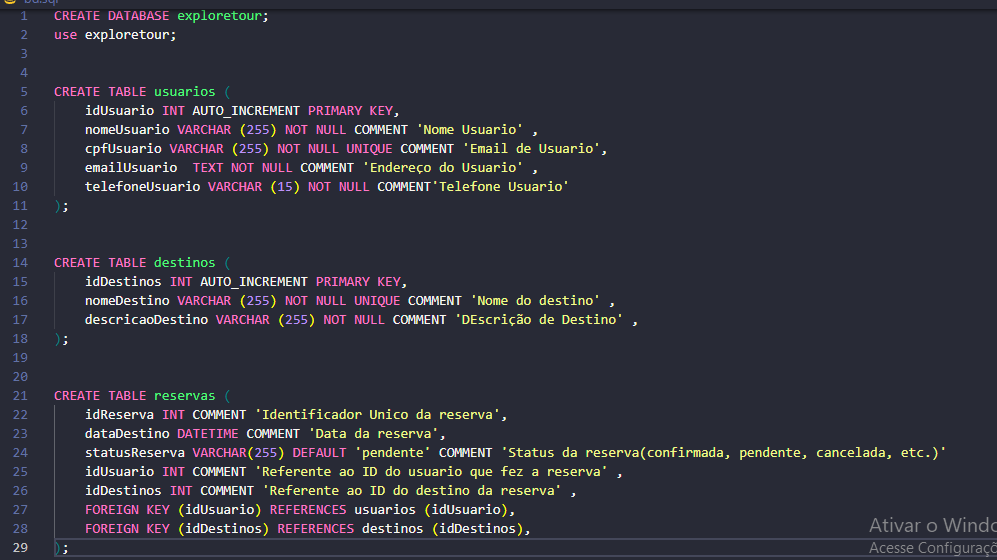 bd.sql
1 CREATE DATABASE exploretour;
2 use exploretour;
3
4
5 CREATE TABLE usuarios (
6 idUsuario INT AUTO_INCREMENT PRIMARY KEY,
7 nomeUsuario VARCHAR (255) NOT NULL COMMENT 'Nome Usuario' ,
8 cpfUsuario VARCHAR (255) NOT NULL UNIQUE COMMENT 'Email de Usuario',
9 emailUsuario  TEXT NOT NULL COMMENT 'Endereço do Usuario' ,
10 telefoneUsuario VARCHAR (15) NOT NULL COMMENT'Telefone Usuario'
11 );
12
13
14 CREATE TABLE destinos (
15 idDestinos INT AUTO_INCREMENT PRIMARY KEY,
16 nomeDestino VARCHAR (255) NOT NULL UNIQUE COMMENT 'Nome do destino' ,
17 descricaoDestino VARCHAR (255) NOT NULL COMMENT 'DEscrição de Destino' ,
18 );
19
20
21 CREATE TABLE reservas (
22 idReserva INT COMMENT 'Identificador Unico da reserva',
23 dataDestino DATETIME COMMENT 'Data da reserva',
24 statusReserva VARCHAR(255) DEFAULT 'pendente' COMMENT 'Status da reserva(confirmada, pendente, cancelada, etc.)'
25 idUsuario INT COMMENT 'Referente ao ID do usuario que fez a reserva' ,
26 idDestinos INT COMMENT 'Referente ao ID do destino da reserva' ,
27 FOREIGN KEY (idUsuario) REFERENCES usuarios (idUsuario),
28 FOREIGN KEY (idDestinos) REFERENCES destinos (idDestinos),
29 );
Ativar o Windo
Acesse Configuraçõ